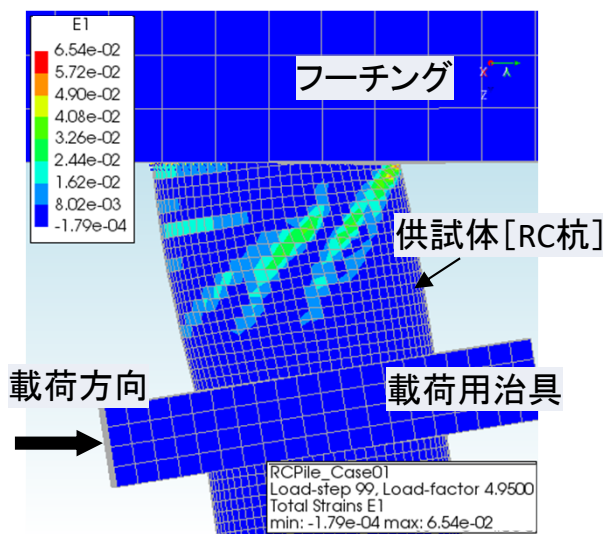 E1
6.54e-02
5.72e-02
4.90e-02
4.08e-02
3.26e-02
2.44e-02
1.62e-02
8.02e-03
-1.79e-04
フーチング
X
Y
Z
供試体[RC杭]
載荷方向
載荷用治具
RCPile_Case01
Load-step 99, Load-factor 4.9500
Total Strains E1
min: -1.79e-04 max: 6.54e-02